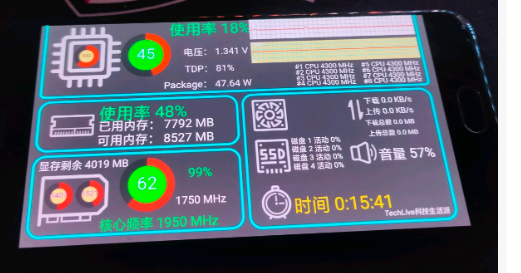 使用率 18%
45
电压: 1.341 V
TDP: 81%
Package: 47.64 W
#1 CPU 4300 MHz
#2 CPU 4300 MHz
#3 CPU 4300 MHz
#4 CPU 4300 MHz
#5 CPU 4300 MHz
#6 CPU 4300 MHz
#7 CPU 4300 MHz
#8 CPU 4300 MHz
使用率 48%
已用内存: 7792 MB
可用内存: 8527 MB
下载 0.0 KB/s
上传 0.0 KB/s
下载总数 0.0 MB
上传总数 0.0 MB
SSD
磁盘 1 活动 0%
磁盘 2 活动 0%
磁盘 3 活动 0%
磁盘 4 活动 0%
音量 57%
显存剩余 4019 MB
62
99%
1750 MHz
核心频率 1950 MHz
时间 0:15:41
TechLive科技生活派